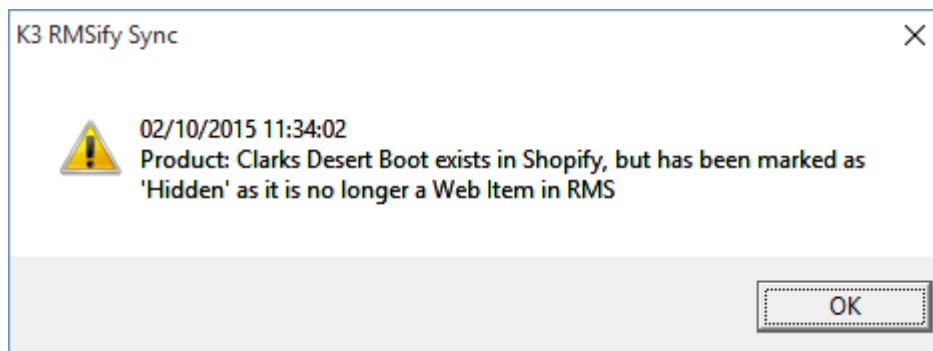 K3 RMSify Sync
02/10/2015 11:34:02
Product: Clarks Desert Boot exists in Shopify, but has been marked as
'Hidden' as it is no longer a Web Item in RMS
OK